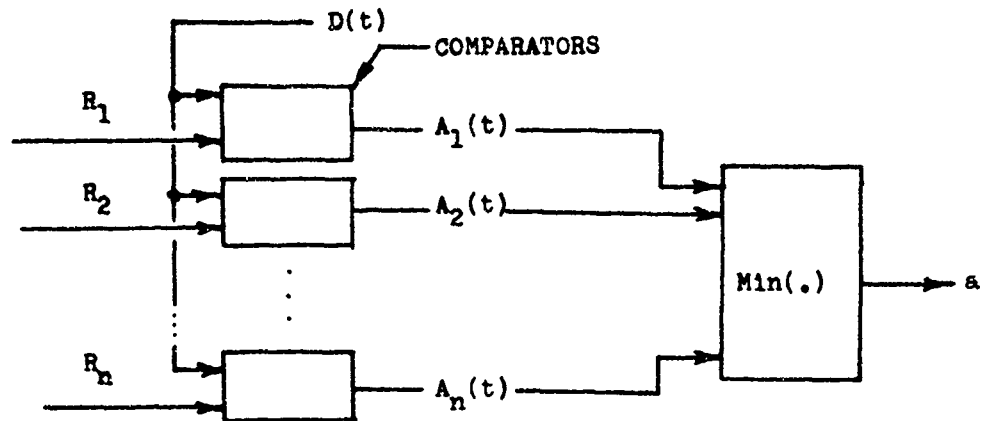 D(t)
COMPARATORS
R1
A1(t)
R2
A2(t)
Min(.)
a
Rn
An(t)